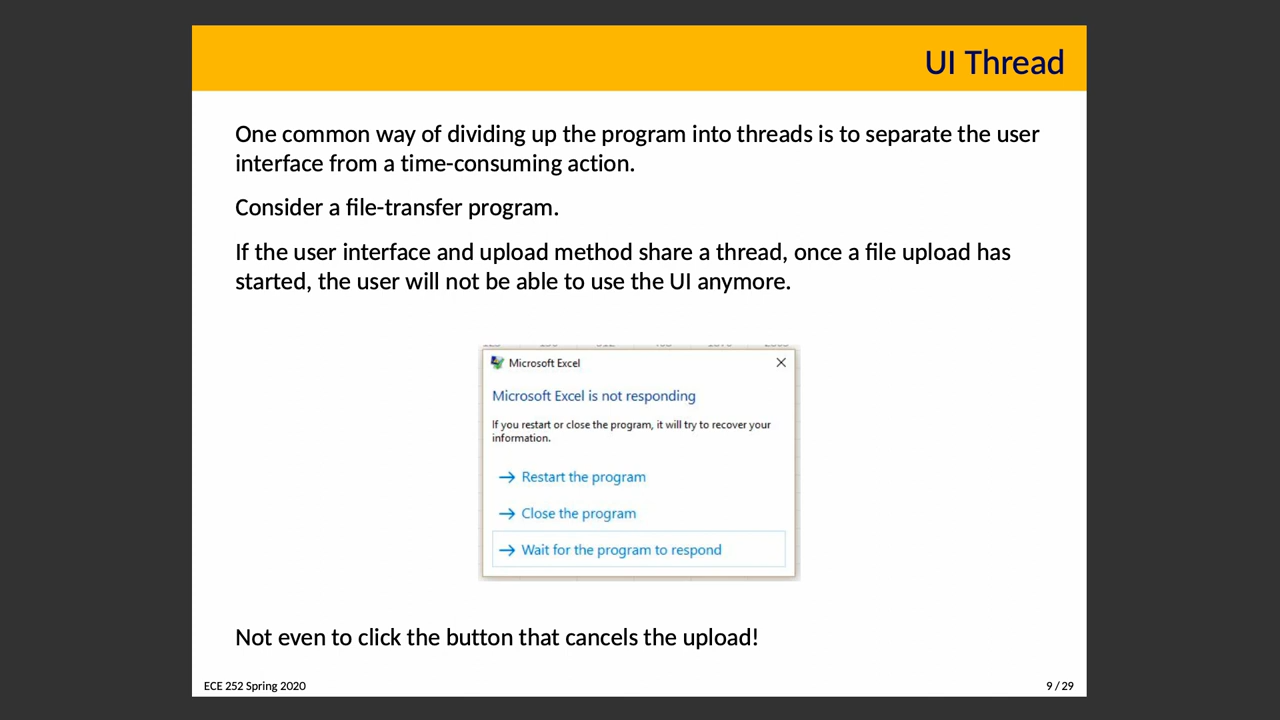 UI Thread
One common way of dividing up the program into threads is to separate the user
interface from a time-consuming action.
Consider a file-transfer program.
If the user interface and upload method share a thread, once a file upload has
started, the user will not be able to use the UI anymore.
Microsoft Excel
Microsoft Excel is not responding
If you restart or close the program, it will try to recover your
information.
→ Restart the program
→ Close the program
→ Wait for the program to respond
Not even to click the button that cancels the upload!
ECE 252 Spring 2020
9 / 29